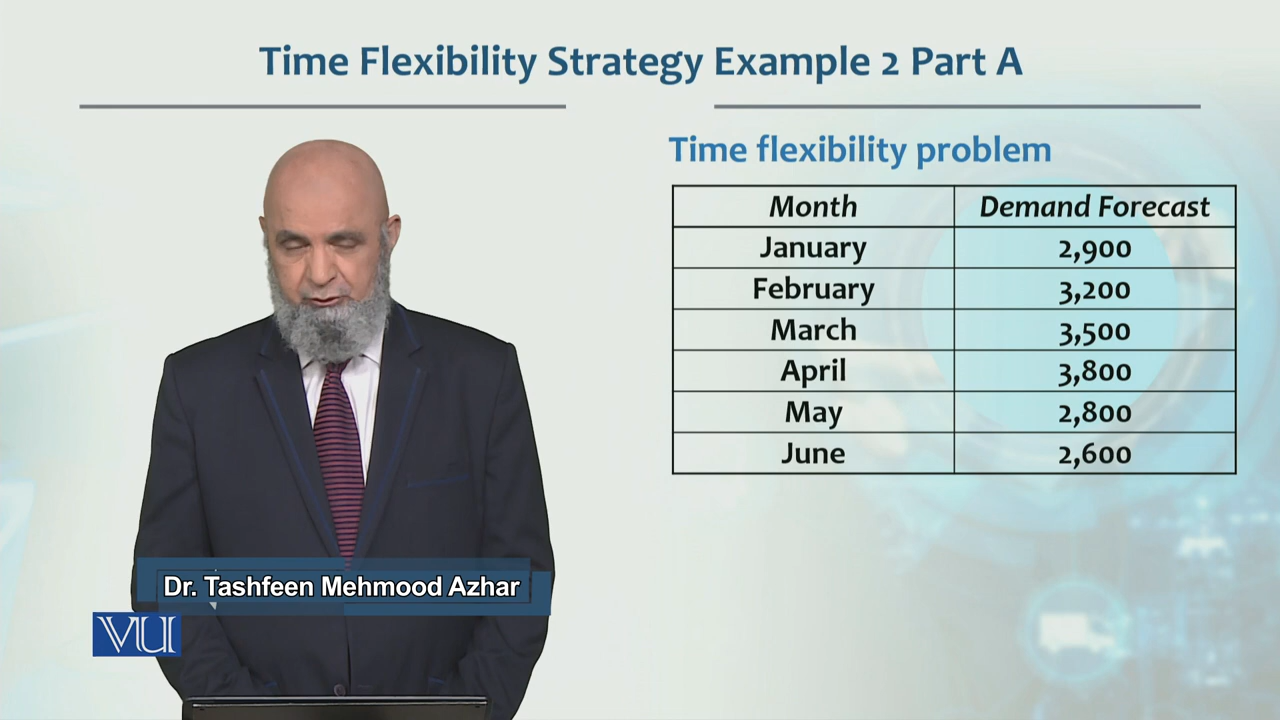 Time Flexibility Strategy Example 2 Part A
Time flexibility problem
Month Demand Forecast
January 2,900
February 3,200
March 3,500
April 3,800
May 2,800
June 2,600
Dr. Tashfeen Mehmood Azhar
VU